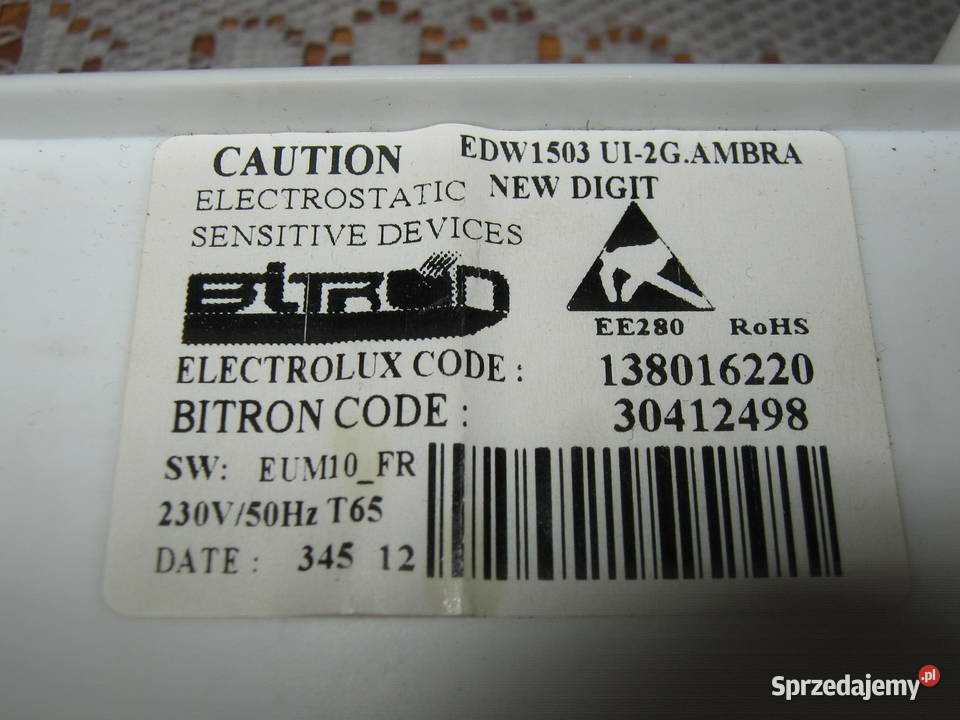 CAUTION EDW1503 UI-2G.AMBRA
ELECTROSTATIC NEW DIGIT
SENSITIVE DEVICES
BITRON
EE280 RoHS
ELECTROLUX CODE : 138016220
BITRON CODE : 30412498
SW: EUM10_FR
230V/50Hz T65
DATE : 345 12
Sprzedajemy.pl